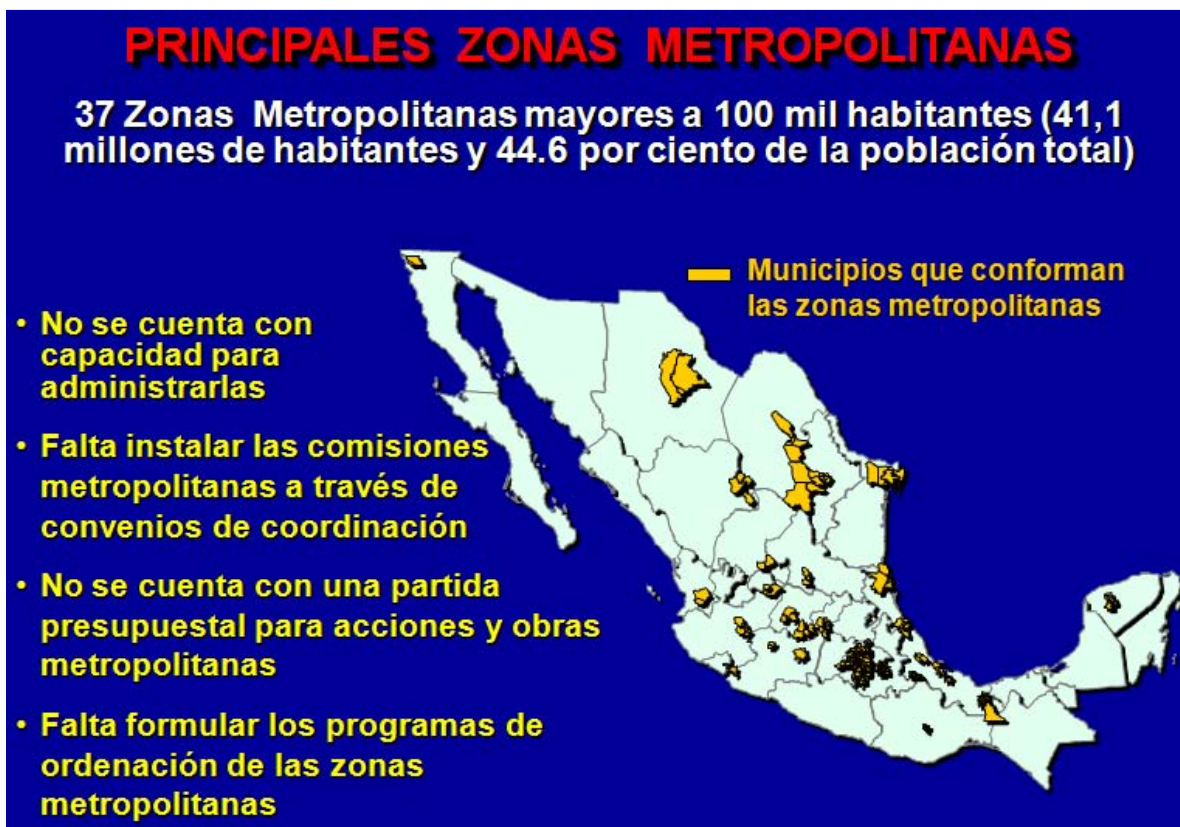 PRINCIPALES ZONAS METROPOLITANAS
37 Zonas Metropolitanas mayores a 100 mil habitantes (41,1
millones de habitantes y 44.6 por ciento de la población total)
Municipios que conforman
las zonas metropolitanas
• No se cuenta con
capacidad para
administrarlas
• Falta instalar las comisiones
metropolitanas a través de
convenios de coordinación
• No se cuenta con una partida
presupuestal para acciones y obras
metropolitanas
• Falta formular los programas de
ordenación de las zonas
metropolitanas